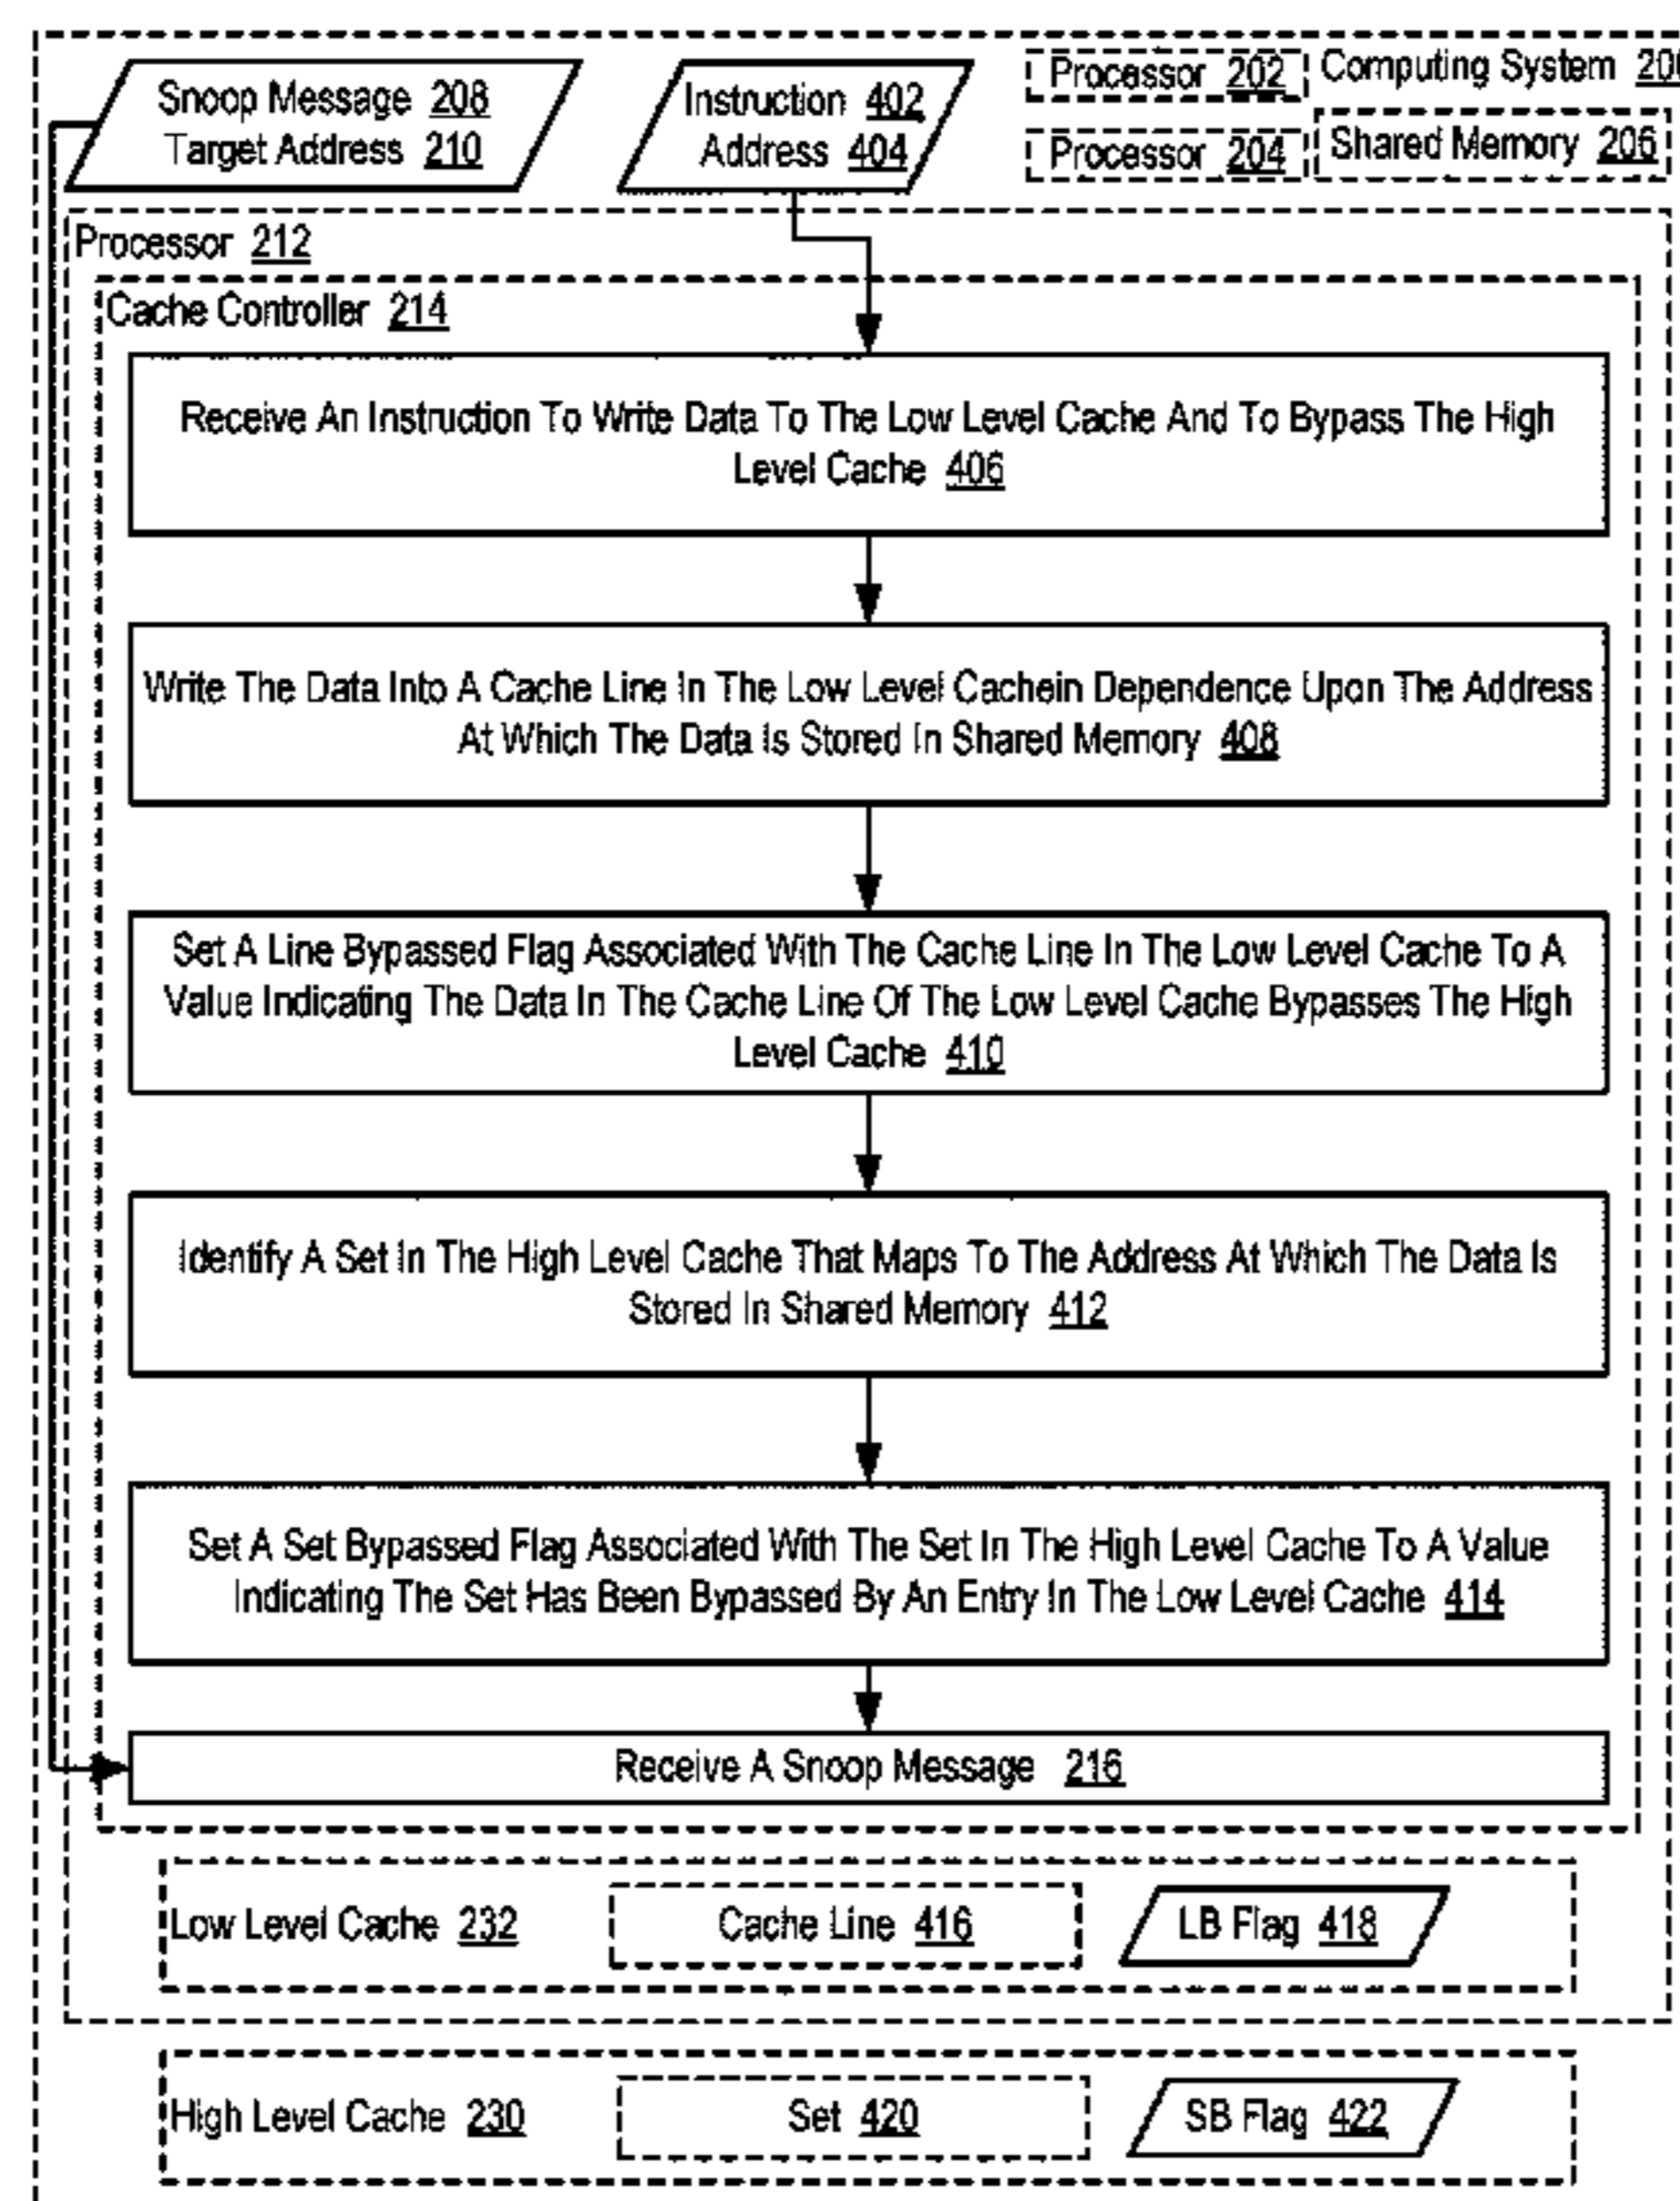 Snoop Message 208
Target Address 210
Instruction 402
Address 404
Processor 202
Computing System 200
Processor 204
Shared Memory 206
Processor 212
Cache Controller 214
Receive An Instruction To Write Data To The Low Level Cache And To Bypass The High
Level Cache 406
Write The Data Into A Cache Line In The Low Level Cachein Dependence Upon The Address
At Which The Data Is Stored In Shared Memory 408
Set A Line Bypassed Flag Associated With The Cache Line In The Low Level Cache To A
Value Indicating The Data In The Cache Line Of The Low Level Cache Bypasses The High
Level Cache 410
Identify A Set In The High Level Cache That Maps To The Address At Which The Data Is
Stored In Shared Memory 412
Set A Set Bypassed Flag Associated With The Set In The High Level Cache To A Value
Indicating The Set Has Been Bypassed By An Entry In The Low Level Cache 414
Receive A Snoop Message 216
Low Level Cache 232
Cache Line 416
LB Flag 418
High Level Cache 230
Set 420
SB Flag 422